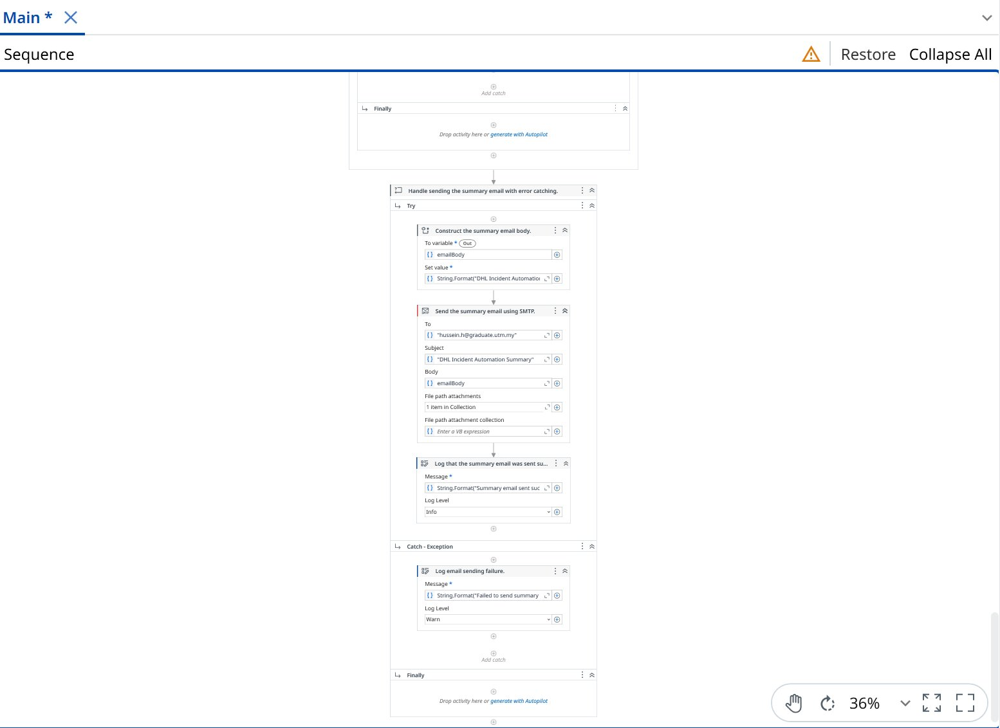 Main *
Sequence
Restore
Collapse All
Add catch
Finally
Drop activity here or generate with Autopilot
Handle sending the summary email with error catching.
Try
Construct the summary email body.
To variable * Out
emailBody
Set value *
String.Format("DHL Incident Automation
Send the summary email using SMTP.
To
"hussein.h@graduate.utm.my"
Subject
"DHL Incident Automation Summary"
Body
emailBody
File path attachments
1 item in Collection
File path attachment collection
Enter a VB expression
Log that the summary email was sent su...
Message *
String.Format("Summary email sent suc
Log Level
Info
Catch - Exception
Log email sending failure.
Message *
String.Format("Failed to send summary
Log Level
Warn
Add catch
Finally
Drop activity here or generate with Autopilot
36%